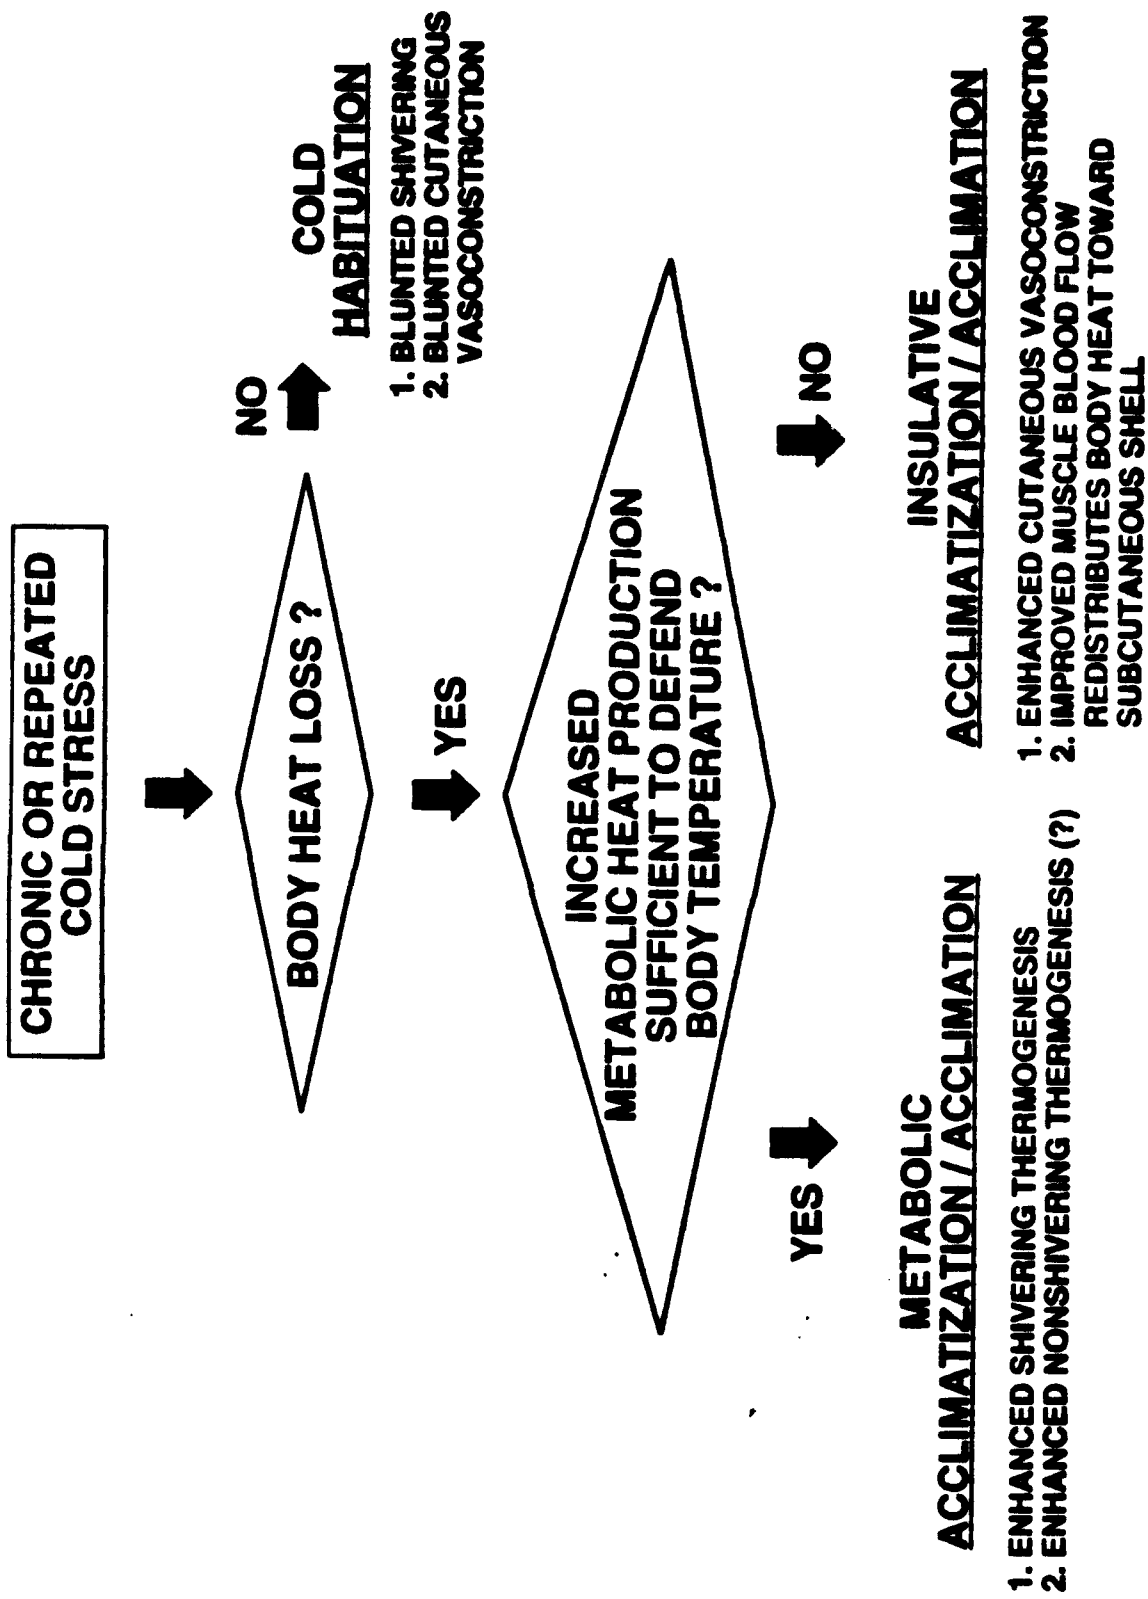 CHRONIC OR REPEATED
COLD STRESS
BODY HEAT LOSS ?
NO
COLD
HABITUATION
1. BLUNTED SHIVERING
2. BLUNTED CUTANEOUS
VASOCONSTRICTION
YES
INCREASED
METABOLIC HEAT PRODUCTION
SUFFICIENT TO DEFEND
BODY TEMPERATURE ?
YES
METABOLIC
ACCLIMATIZATION / ACCLIMATION
1. ENHANCED SHIVERING THERMOGENESIS
2. ENHANCED NONSHIVERING THERMOGENESIS (?)
NO
INSULATIVE
ACCLIMATIZATION / ACCLIMATION
1. ENHANCED CUTANEOUS VASOCONSTRICTION
2. IMPROVED MUSCLE BLOOD FLOW
REDISTRIBUTES BODY HEAT TOWARD
SUBCUTANEOUS SHELL